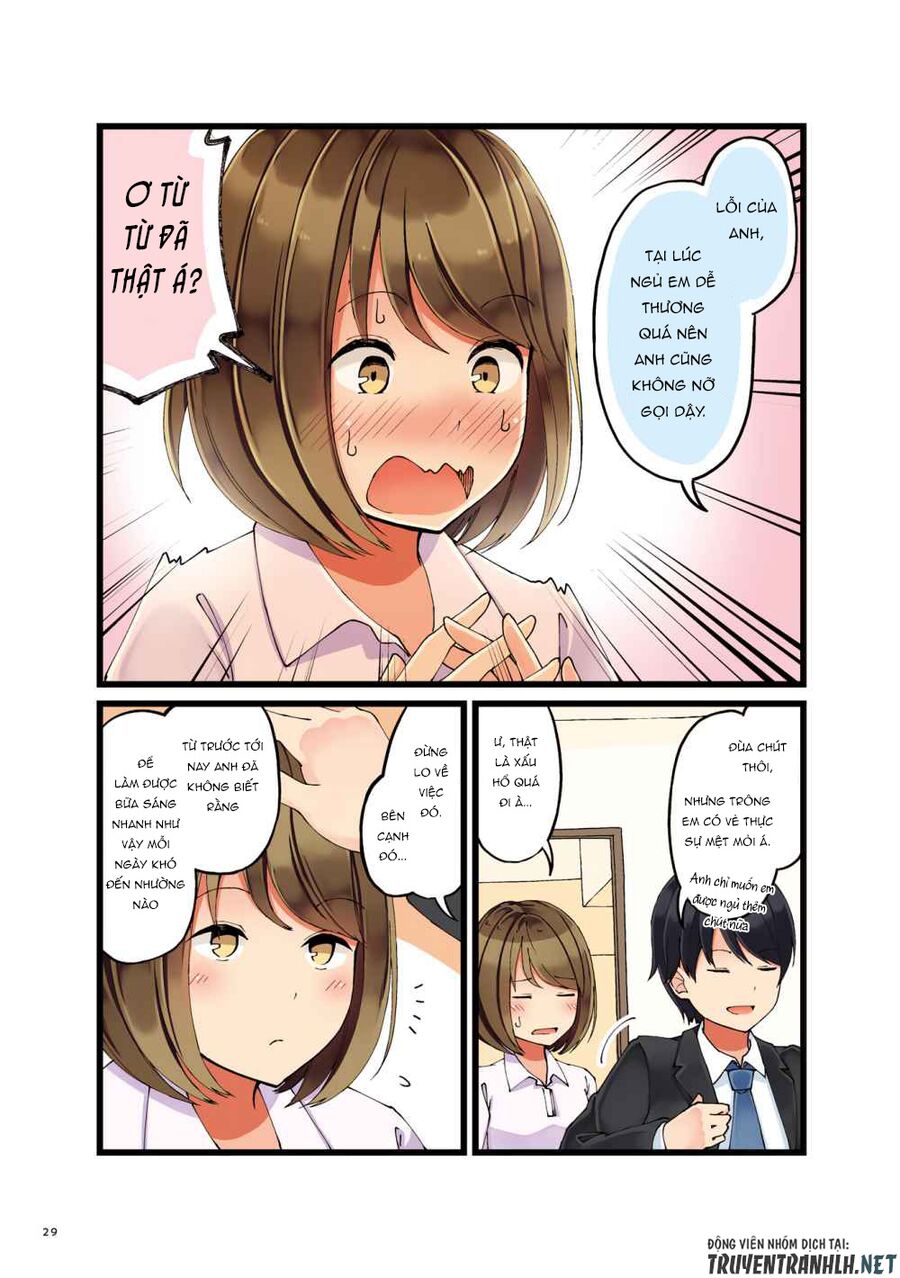 LỖI CỦA
ANH,
TẠI LÚC
NGỦ EM DỄ
THƯƠNG
QUÁ NÊN
ANH CŨNG
KHÔNG NỠ
GỌI DẬY.
Ơ TỪ
TỪ ĐÃ
THẬT Á?
ĐÙA CHÚT
THÔI,
NHƯNG TRÔNG
EM CÓ VẺ THỰC
SỰ MỆT MỎI Á.
Anh chỉ muốn em
được ngủ thêm
chút nữa
Ư, THẬT
LÀ XẤU
HỔ QUÁ
ĐI À...
ĐỪNG
LO VỀ
VIỆC
ĐÓ.
BÊN
CẠNH
ĐÓ...
TỪ TRƯỚC TỚI
NAY ANH ĐÃ
KHÔNG BIẾT
RẰNG
ĐỂ
LÀM ĐƯỢC
BỮA SÁNG
NHANH NHƯ
VẬY MỖI
NGÀY KHÓ
ĐẾN NHƯỜNG
NÀO
29
ĐỘNG VIÊN NHÓM DỊCH TẠI:
TRUYENTRANHLH.NET